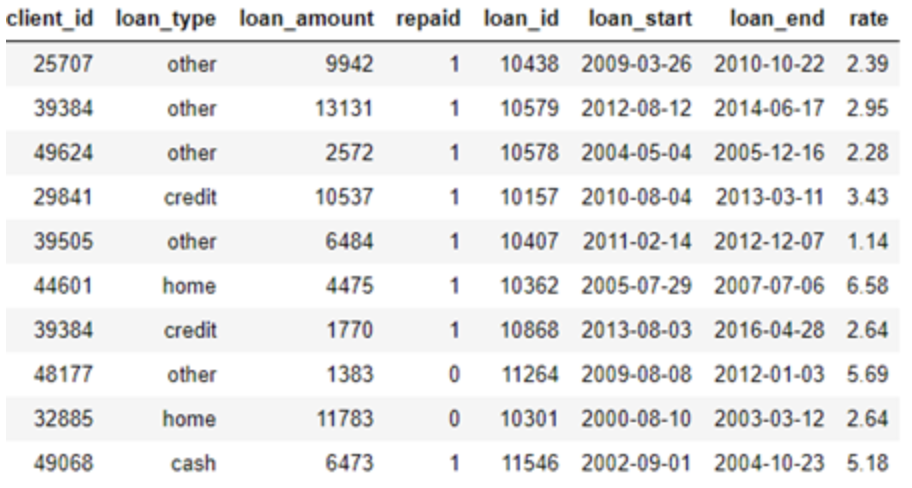 client_id loan_type loan_amount repaid loan_id loan_start loan_end rate
25707 other 9942 1 10438 2009-03-26 2010-10-22 2.39
39384 other 13131 1 10579 2012-08-12 2014-06-17 2.95
49624 other 2572 1 10578 2004-05-04 2005-12-16 2.28
29841 credit 10537 1 10157 2010-08-04 2013-03-11 3.43
39505 other 6484 1 10407 2011-02-14 2012-12-07 1.14
44601 home 4475 1 10362 2005-07-29 2007-07-06 6.58
39384 credit 1770 1 10868 2013-08-03 2016-04-28 2.64
48177 other 1383 0 11264 2009-08-08 2012-01-03 5.69
32885 home 11783 0 10301 2000-08-10 2003-03-12 2.64
49068 cash 6473 1 11546 2002-09-01 2004-10-23 5.18